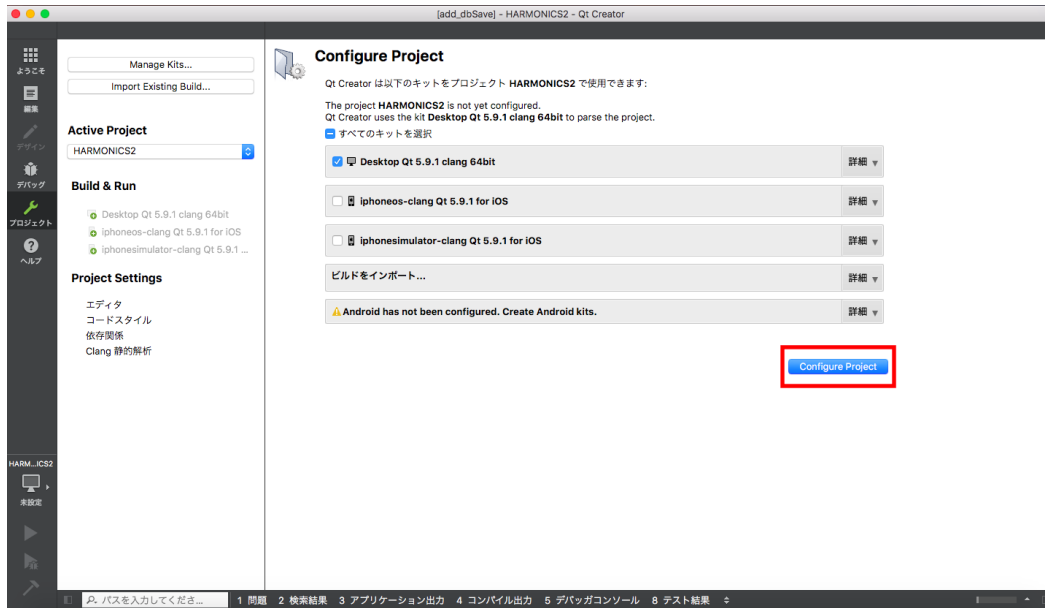 [add_dbSave] - HARMONICS2 - Qt Creator
ようこそ
編集
デザイン
デバッグ
プロジェクト
ヘルプ
HARM...ICS2
未設定
Manage Kits...
Import Existing Build...
Active Project
HARMONICS2
Build & Run
Desktop Qt 5.9.1 clang 64bit
iphoneos-clang Qt 5.9.1 for iOS
iphonesimulator-clang Qt 5.9.1 ...
Project Settings
エディタ
コードスタイル
依存関係
Clang 静的解析
Configure Project
Qt Creator は以下のキットをプロジェクト HARMONICS2 で使用できます:
The project HARMONICS2 is not yet configured.
Qt Creator uses the kit Desktop Qt 5.9.1 clang 64bit to parse the project.
すべてのキットを選択
Desktop Qt 5.9.1 clang 64bit 詳細
iphoneos-clang Qt 5.9.1 for iOS 詳細
iphonesimulator-clang Qt 5.9.1 for iOS 詳細
ビルドをインポート... 詳細
Android has not been configured. Create Android kits. 詳細
Configure Project
パスを入力してくださ... 1 問題 2 検索結果 3 アプリケーション出力 4 コンパイル出力 5 デバッガコンソール 8 テスト結果